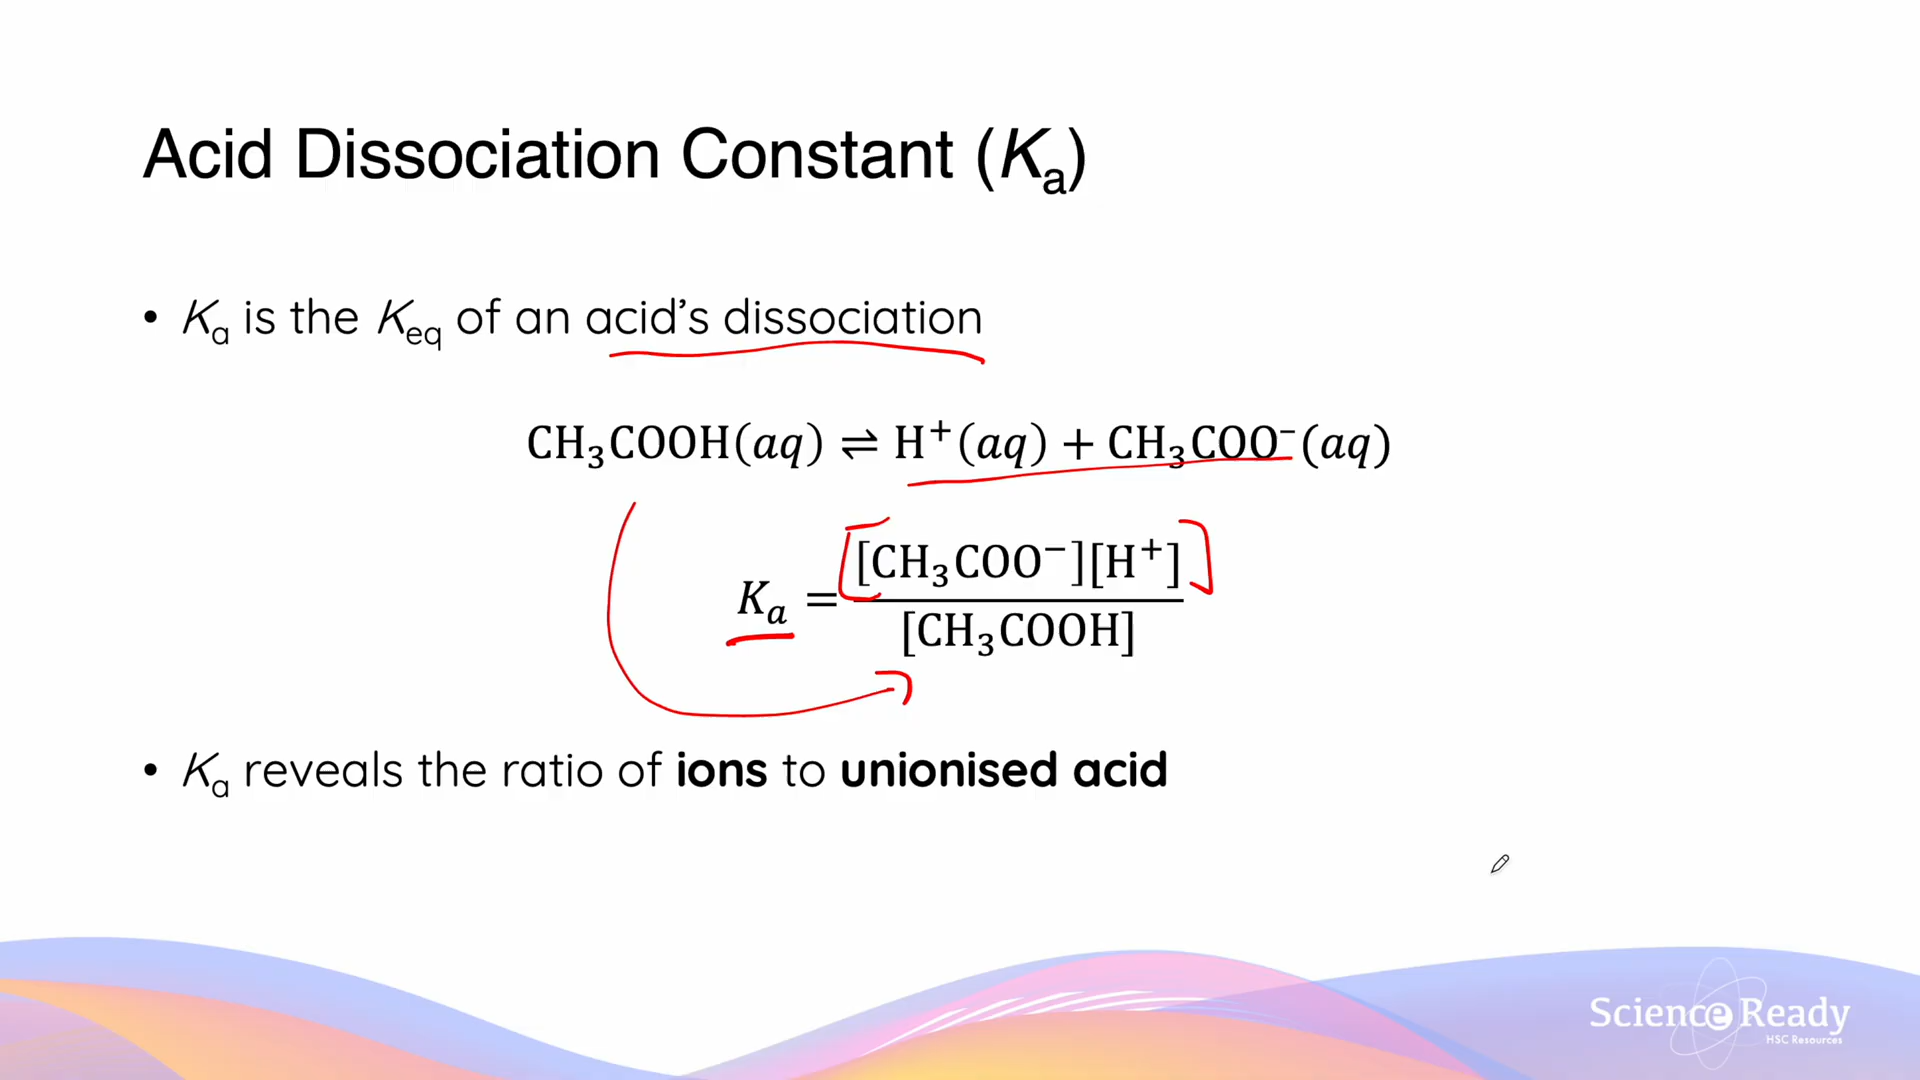 Acid Dissociation Constant (Kₐ)
• Kₐ is the K_eq of an acid's dissociation
CH₃COOH(aq) ⇌ H⁺(aq) + CH₃COO⁻(aq)
Kₐ = [CH₃COO⁻][H⁺] / [CH₃COOH]
• Kₐ reveals the ratio of ions to unionised acid
Science Ready
HSC Resources